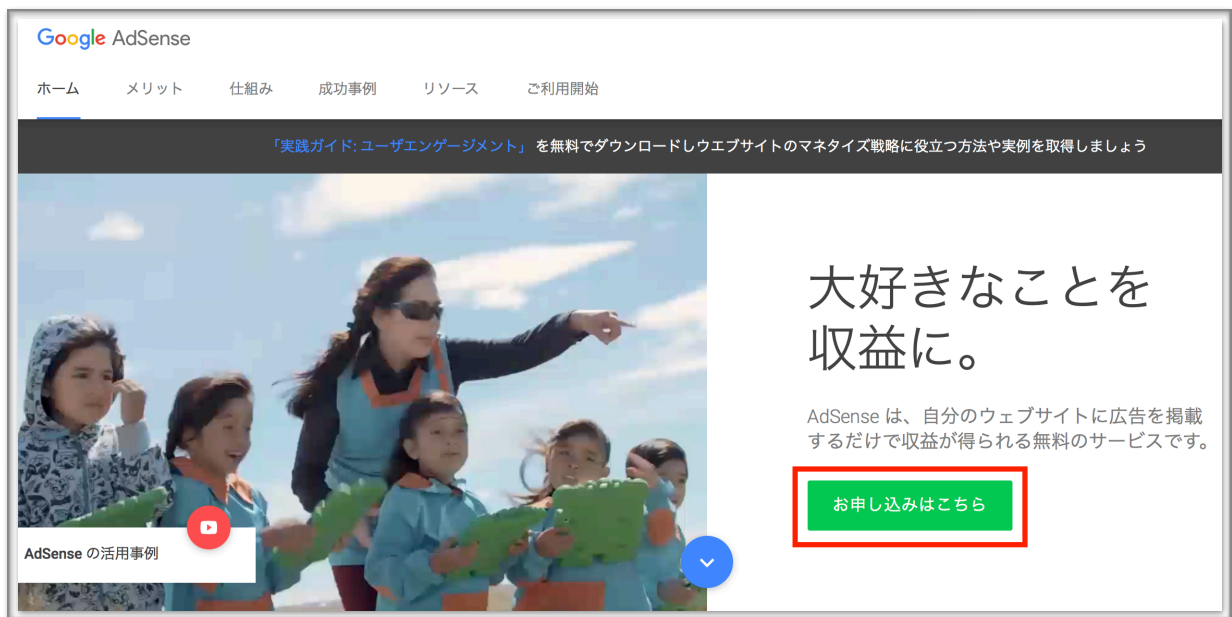 Google AdSense
ホーム メリット 仕組み 成功事例 リソース ご利用開始
「実践ガイド: ユーザエンゲージメント」 を無料でダウンロードしウエブサイトのマネタイズ戦略に役立つ方法や実例を取得しましょう
大好きなことを
収益に。
AdSense は、自分のウェブサイトに広告を掲載
するだけで収益が得られる無料のサービスです。
お申し込みはこちら
AdSense の活用事例